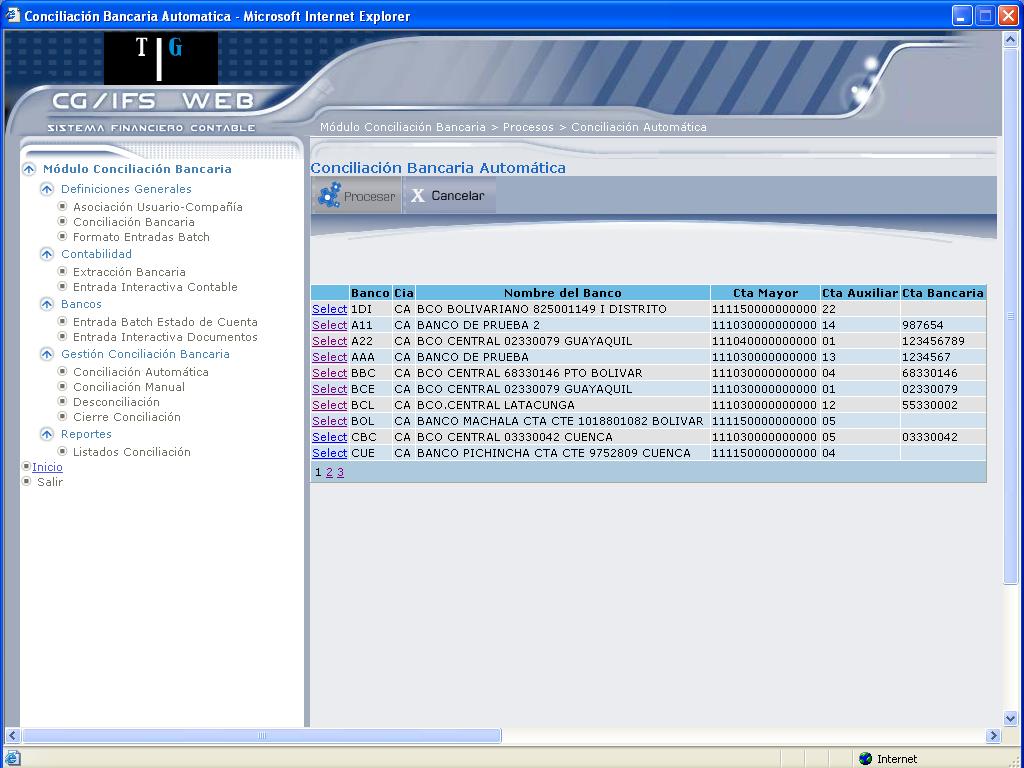 Conciliación Bancaria Automatica - Microsoft Internet Explorer
T G
CG/IFS WEB
SISTEMA FINANCIERO CONTABLE
Módulo Conciliación Bancaria > Procesos > Conciliación Automática
Módulo Conciliación Bancaria
Definiciones Generales
Asociación Usuario-Compañía
Conciliación Bancaria
Formato Entradas Batch
Contabilidad
Extracción Bancaria
Entrada Interactiva Contable
Bancos
Entrada Batch Estado de Cuenta
Entrada Interactiva Documentos
Gestión Conciliación Bancaria
Conciliación Automática
Conciliación Manual
Desconciliación
Cierre Conciliación
Reportes
Listados Conciliación
Inicio
Salir
Conciliación Bancaria Automática
Procesar X Cancelar
Banco Cia Nombre del Banco Cta Mayor Cta Auxiliar Cta Bancaria
Select 1DI CA BCO BOLIVARIANO 825001149 I DISTRITO 111150000000000 22
Select A11 CA BANCO DE PRUEBA 2 111030000000000 14 987654
Select A22 CA BCO CENTRAL 02330079 GUAYAQUIL 111040000000000 01 123456789
Select AAA CA BANCO DE PRUEBA 111030000000000 13 1234567
Select BBC CA BCO CENTRAL 68330146 PTO BOLIVAR 111030000000000 04 68330146
Select BCE CA BCO CENTRAL 02330079 GUAYAQUIL 111030000000000 01 02330079
Select BCL CA BCO.CENTRAL LATACUNGA 111030000000000 12 55330002
Select BOL CA BANCO MACHALA CTA CTE 1018801082 BOLIVAR 111150000000000 05
Select CBC CA BCO CENTRAL 03330042 CUENCA 111030000000000 05 03330042
Select CUE CA BANCO PICHINCHA CTA CTE 9752809 CUENCA 111150000000000 04
1 2 3
Internet